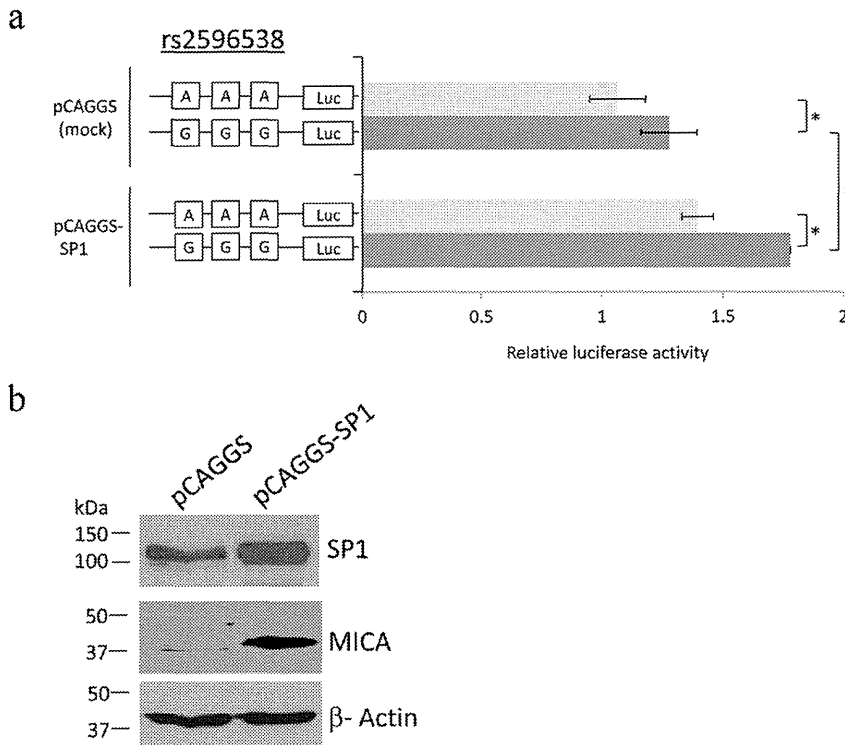 a
rs2596538
pCAGGS
(mock)
A A A Luc
G G G Luc
*
pCAGGS-
SP1
A A A Luc
G G G Luc
*
0 0.5 1 1.5 2
Relative luciferase activity
b
pCAGGS
pCAGGS-SP1
kDa
150
100
SP1
50
37
MICA
50
37
β- Actin